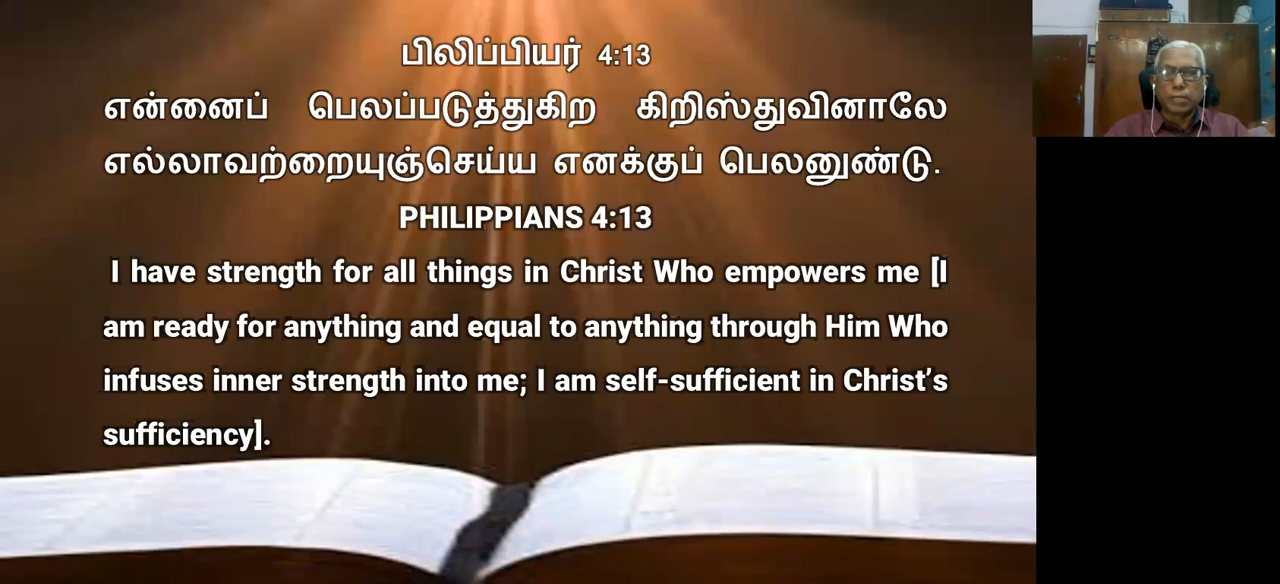 பிலிப்பியர் 4:13
என்னைப் பெலப்படுத்துகிற கிறிஸ்துவினாலே
எல்லாவற்றையுஞ்செய்ய எனக்குப் பெலனுண்டு.
PHILIPPIANS 4:13
I have strength for all things in Christ Who empowers me [I
am ready for anything and equal to anything through Him Who
infuses inner strength into me; I am self-sufficient in Christ’s
sufficiency].